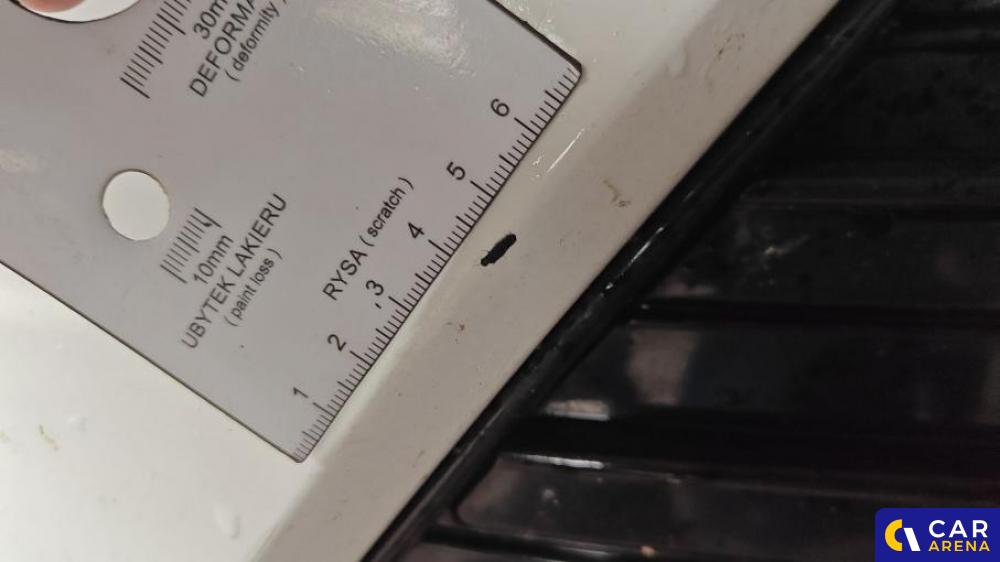 30m
DEFORMA
( deformity
10mm
UBYTEK LAKIERU
( paint loss )
RYSA ( scratch )
1 2 3 4 5 6
CAR
ARENA